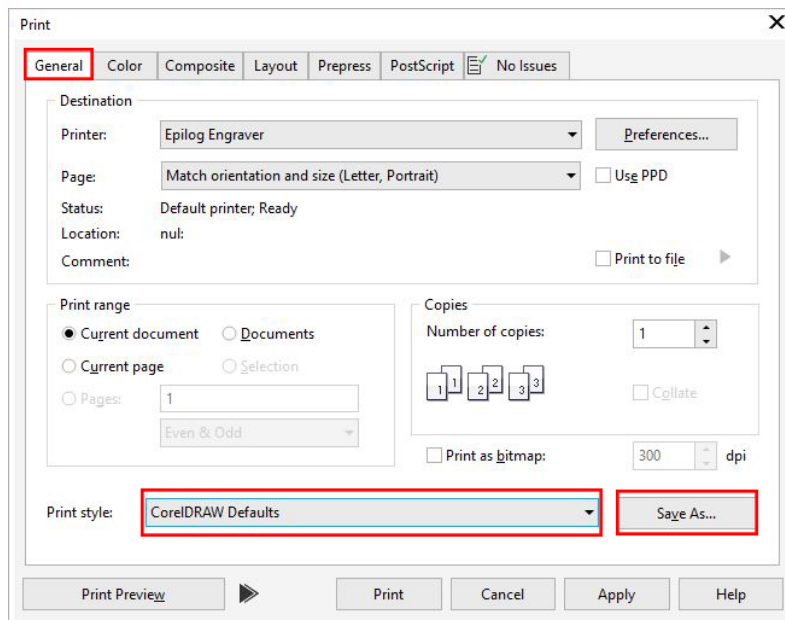 Print
General Color Composite Layout Prepress PostScript No Issues
Destination
Printer: Epilog Engraver Preferences...
Page: Match orientation and size (Letter, Portrait) Use PPD
Status: Default printer; Ready
Location: nul:
Comment: Print to file
Print range Copies
Current document Documents Number of copies: 1
Current page Selection
1 1 2 2 3 3
Pages: 1 Collate
Even & Odd
Print as bitmap: 300 dpi
Print style: CorelDRAW Defaults Save As...
Print Preview Print Cancel Apply Help